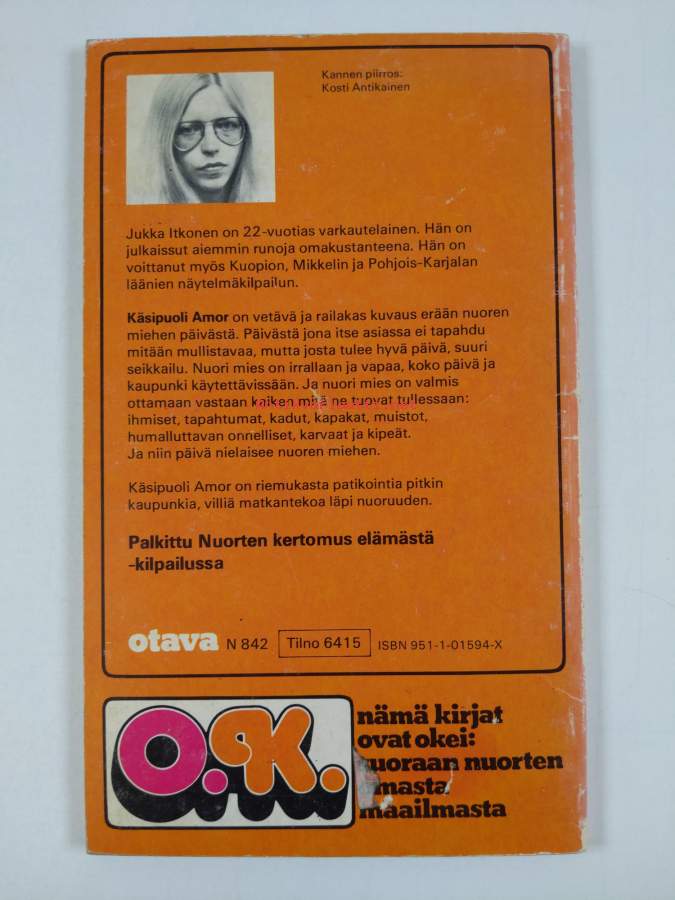 Kannen piirros:
Kosti Antikainen
Jukka Itkonen on 22-vuotias varkautelainen. Hän on
julkaissut aiemmin runoja omakustanteena. Hän on
voittanut myös Kuopion, Mikkelin ja Pohjois-Karjalan
läänien näytelmäkilpailun.
Käsipuoli Amor on vetävä ja railakas kuvaus erään nuoren
miehen päivästä. Päivästä jona itse asiassa ei tapahdu
mitään mullistavaa, mutta josta tulee hyvä päivä, suuri
seikkailu. Nuori mies on irrallaan ja vapaa, koko päivä ja
kaupunki käytettävissään. Ja nuori mies on valmis
ottamaan vastaan kaiken mitä ne tuovat tullessaan:
ihmiset, tapahtumat, kadut, kapakat, muistot,
humalluttavan onnelliset, karvaat ja kipeät.
Ja niin päivä nielaisee nuoren miehen.
Käsipuoli Amor on riemukasta patikointia pitkin
kaupunkia, villiä matkantekoa läpi nuoruuden.
Palkittu Nuorten kertomus elämästä
-kilpailussa
otava N 842 Tilno 6415 ISBN 951-1-01594-X
O.K.
nämä kirjat
ovat okei:
suoraan nuorten
omasta
maailmasta